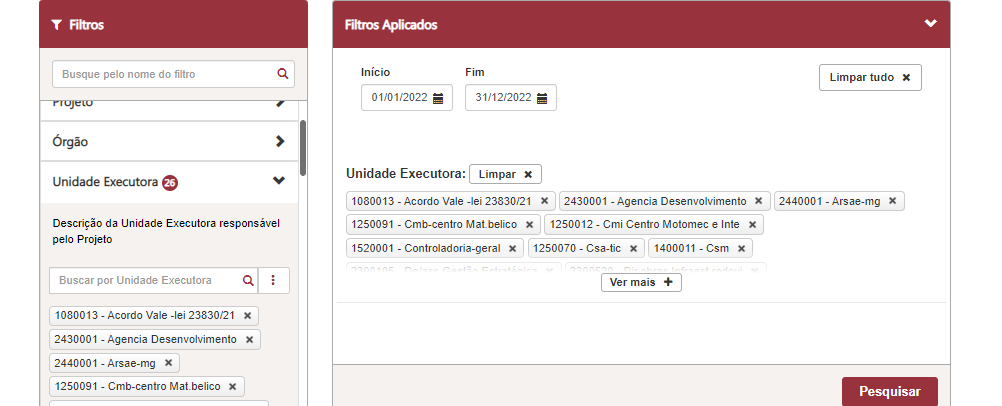 Filtros
Busque pelo nome do filtro
Projeto
Órgão
Unidade Executora 26
Descrição da Unidade Executora responsável
pelo Projeto
Buscar por Unidade Executora
1080013 - Acordo Vale -lei 23830/21
2430001 - Agencia Desenvolvimento
2440001 - Arsae-mg
1250091 - Cmb-centro Mat.belico
Filtros Aplicados
Início Fim
01/01/2022 31/12/2022
Limpar tudo
Unidade Executora: Limpar
1080013 - Acordo Vale -lei 23830/21 2430001 - Agencia Desenvolvimento 2440001 - Arsae-mg
1250091 - Cmb-centro Mat.belico 1250012 - Cmi Centro Motomec e Inte
1520001 - Controladoria-geral 1250070 - Csa-tic 1400011 - Csm
Ver mais
Pesquisar